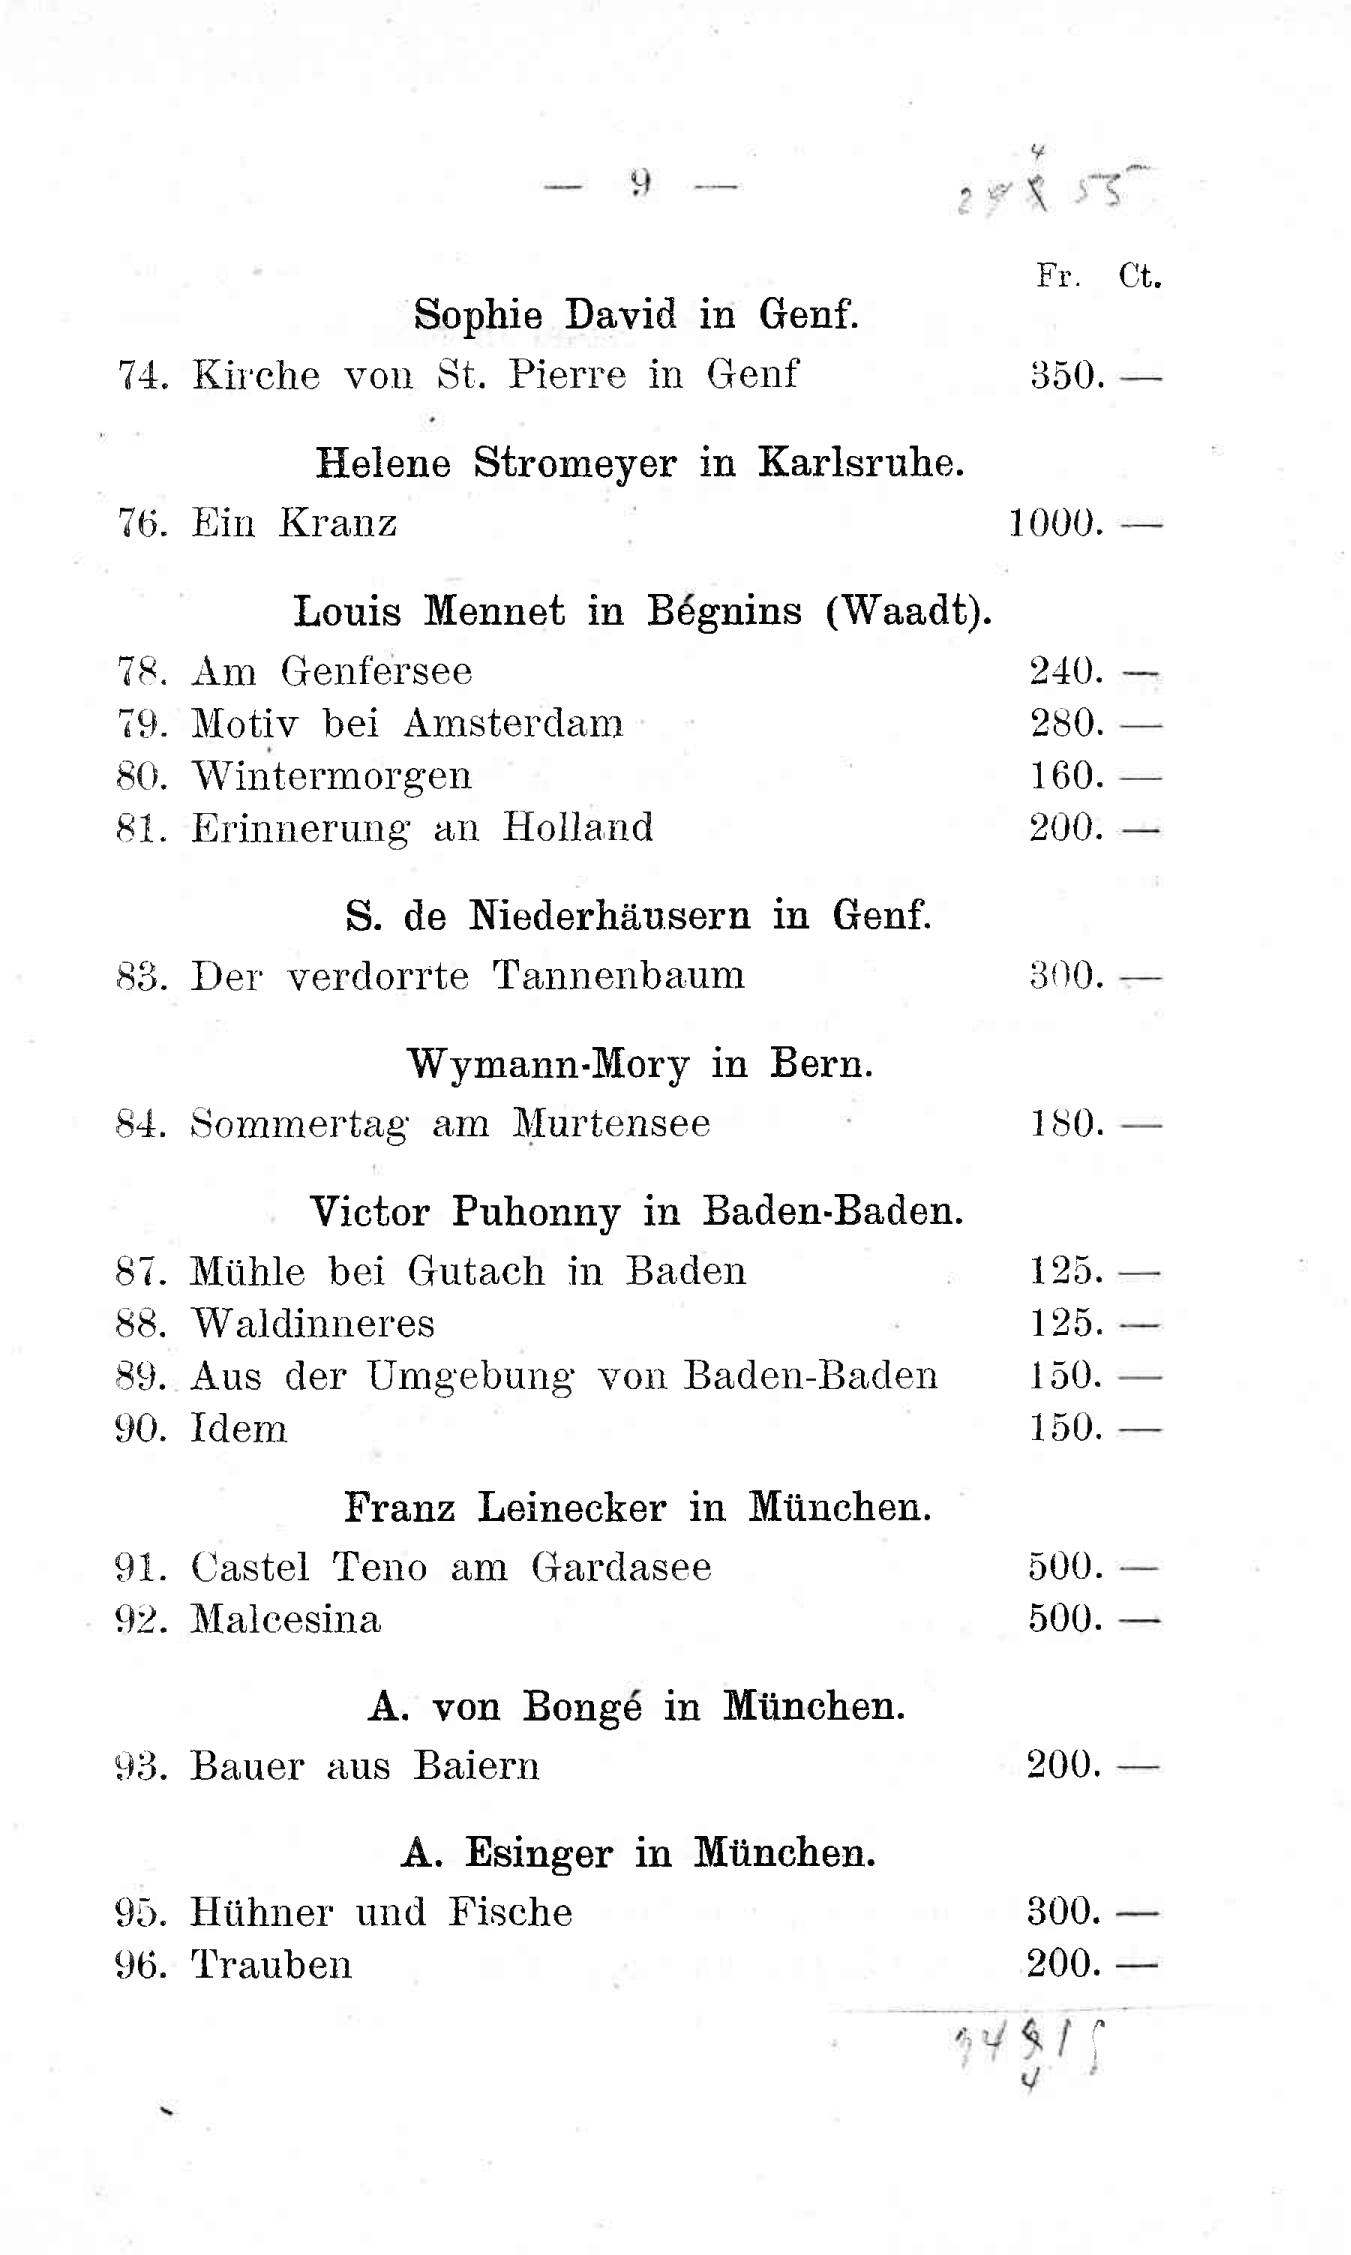 4
— 9 — 29 55
Fr. Ct.
Sophie David in Genf.
74. Kirche von St. Pierre in Genf 350. —
Helene Stromeyer in Karlsruhe.
76. Ein Kranz 1000. —
Louis Mennet in Bégnins (Waadt).
78. Am Genfersee 240. —
79. Motiv bei Amsterdam 280. —
80. Wintermorgen 160. —
81. Erinnerung an Holland 200. —
S. de Niederhäusern in Genf.
83. Der verdorrte Tannenbaum 300. —
Wymann-Mory in Bern.
84. Sommertag am Murtensee 180. —
Victor Puhonny in Baden-Baden.
87. Mühle bei Gutach in Baden 125. —
88. Waldinneres 125. —
89. Aus der Umgebung von Baden-Baden 150. —
90. Idem 150. —
Franz Leinecker in München.
91. Castel Teno am Gardasee 500. —
92. Malcesina 500. —
A. von Bongé in München.
93. Bauer aus Baiern 200. —
A. Esinger in München.
95. Hühner und Fische 300. —
96. Trauben 200. —
34 15
4